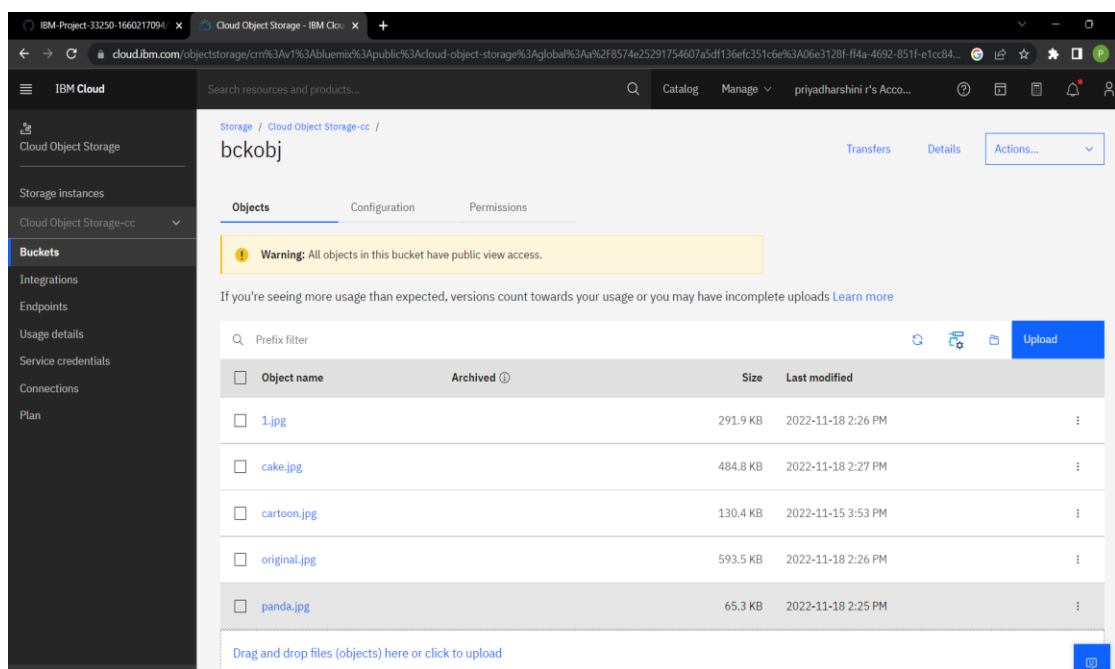 IBM-Project-33250-1660217094/
Cloud Object Storage - IBM Clou
cloud.ibm.com/objectstorage/crn%3Av1%3Abluemix%3Apublic%3Acloud-object-storage%3Aglobal%3Aa%2F8574e25291754607a5df136efc351c6e%3A06e3128f-ff4a-4692-851f-e1cc84...
P
IBM Cloud
Search resources and products...
Catalog
Manage
priyadharshini r's Acco...
Cloud Object Storage
Storage instances
Cloud Object Storage-cc
Buckets
Integrations
Endpoints
Usage details
Service credentials
Connections
Plan
Storage / Cloud Object Storage-cc /
bckobj
Transfers
Details
Actions...
Objects
Configuration
Permissions
Warning: All objects in this bucket have public view access.
If you're seeing more usage than expected, versions count towards your usage or you may have incomplete uploads Learn more
Prefix filter
Upload
Object name Archived Size Last modified
1.jpg 291.9 KB 2022-11-18 2:26 PM
cake.jpg 484.8 KB 2022-11-18 2:27 PM
cartoon.jpg 130.4 KB 2022-11-15 3:53 PM
original.jpg 593.5 KB 2022-11-18 2:26 PM
panda.jpg 65.3 KB 2022-11-18 2:25 PM
Drag and drop files (objects) here or click to upload